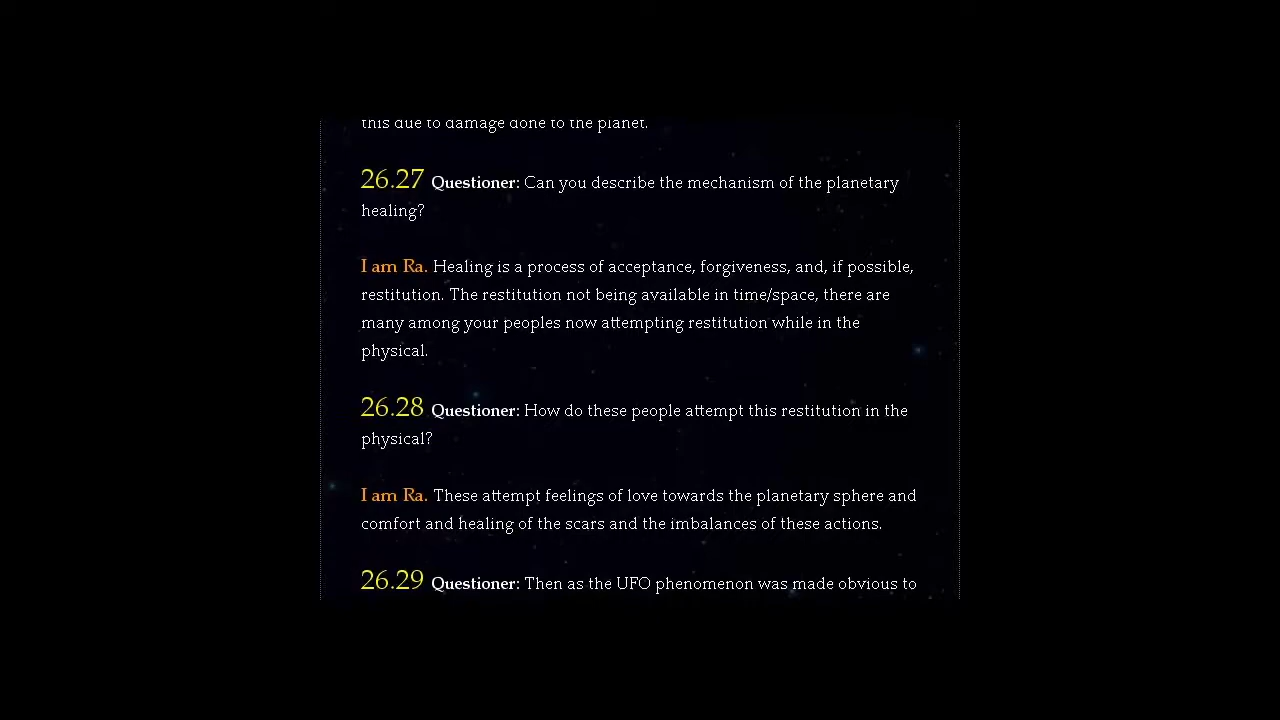 this due to damage done to the planet.
26.27 Questioner: Can you describe the mechanism of the planetary
healing?
I am Ra. Healing is a process of acceptance, forgiveness, and, if possible,
restitution. The restitution not being available in time/space, there are
many among your peoples now attempting restitution while in the
physical.
26.28 Questioner: How do these people attempt this restitution in the
physical?
I am Ra. These attempt feelings of love towards the planetary sphere and
comfort and healing of the scars and the imbalances of these actions.
26.29 Questioner: Then as the UFO phenomenon was made obvious to